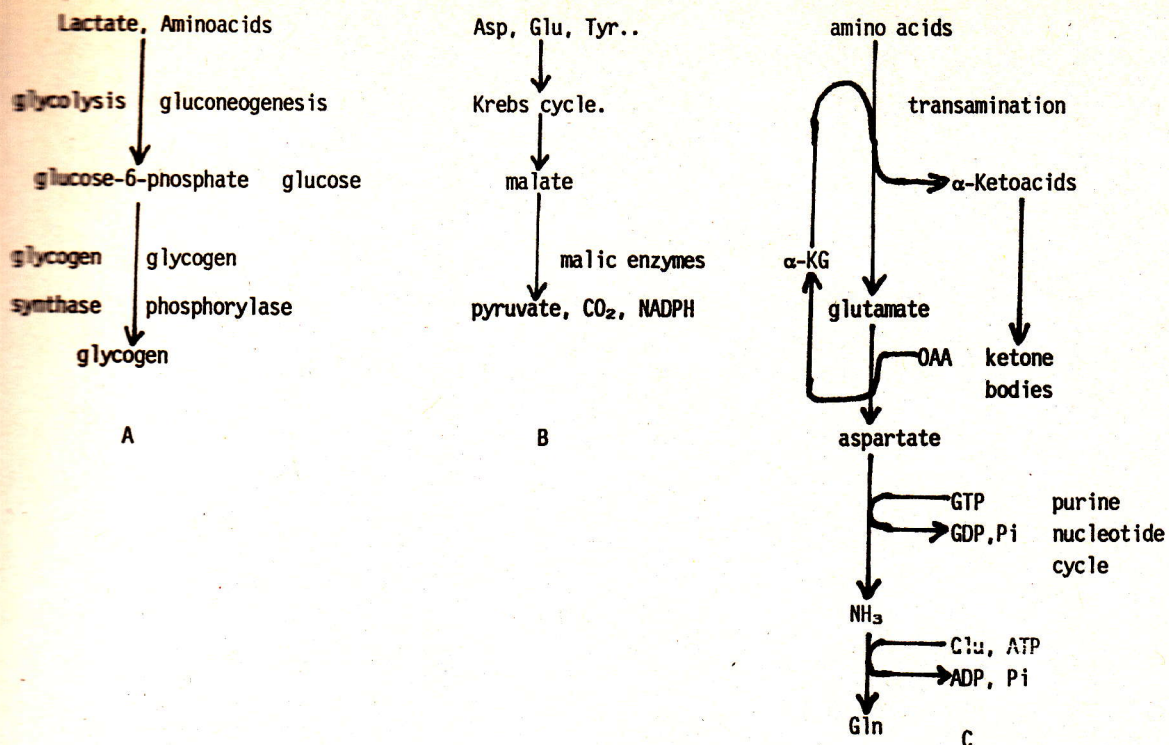 Lactate, Aminoacids
glycolysis gluconeogenesis
glucose-6-phosphate glucose
glycogen glycogen
synthase phosphorylase
glycogen
A
Asp, Glu, Tyr..
Krebs cycle.
malate
malic enzymes
pyruvate, CO₂, NADPH
B
amino acids
transamination
α-Ketoacids
α-KG
glutamate
OAA ketone
bodies
aspartate
GTP purine
GDP,Pi nucleotide
cycle
NH₃
Clu, ATP
ADP, Pi
Gln
C